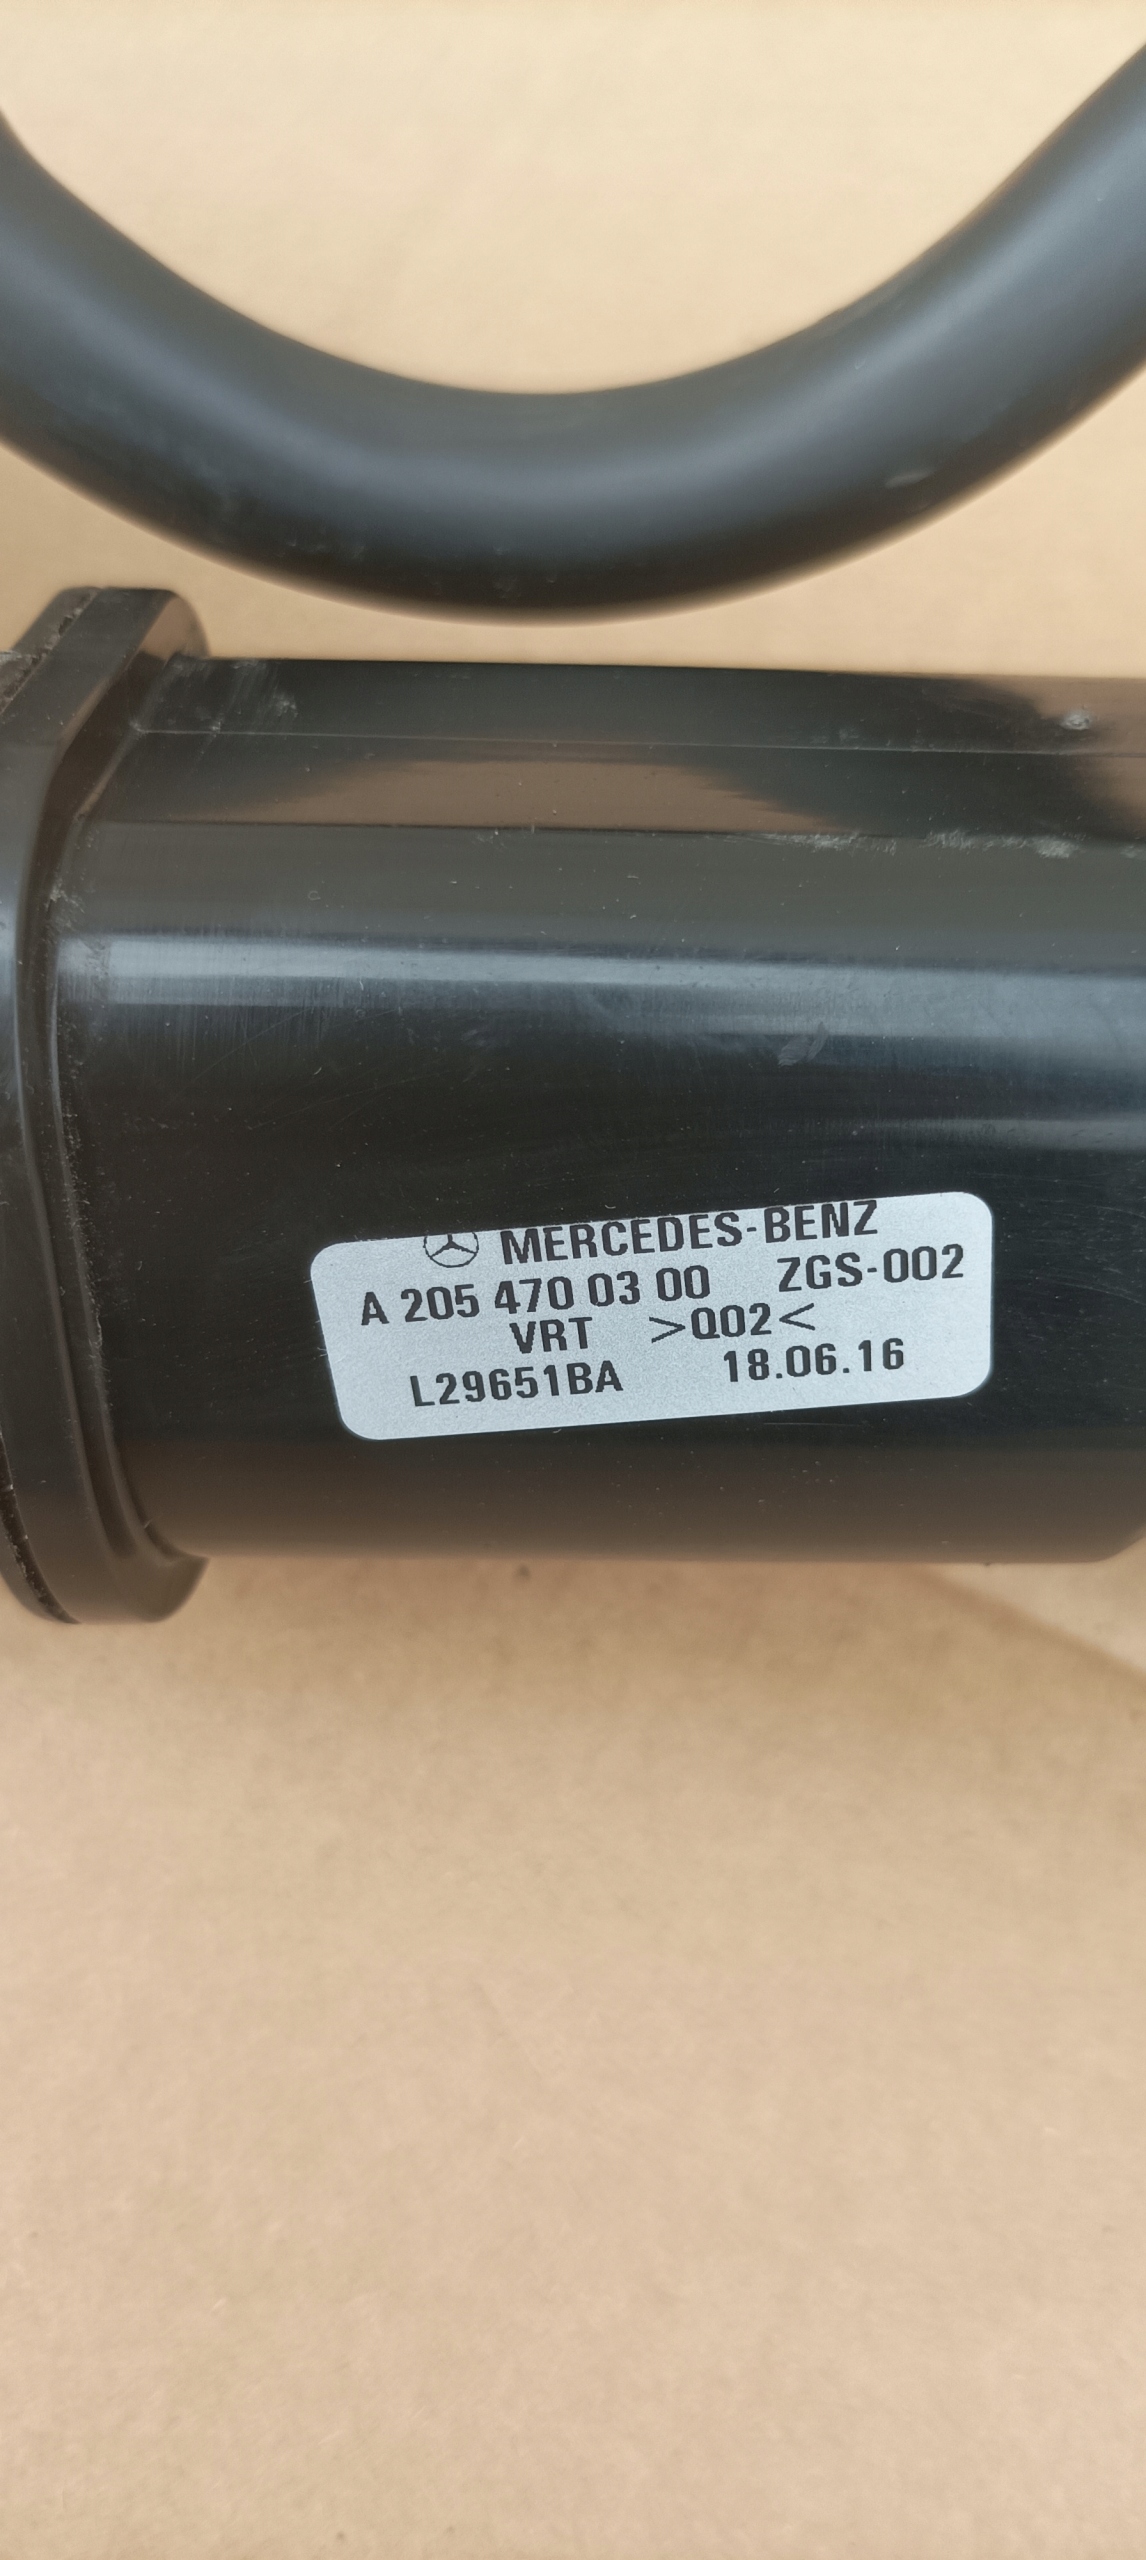 MERCEDES-BENZ
A 205 470 03 00 ZGS-002
VRT >Q02<
L29651BA 18.06.16